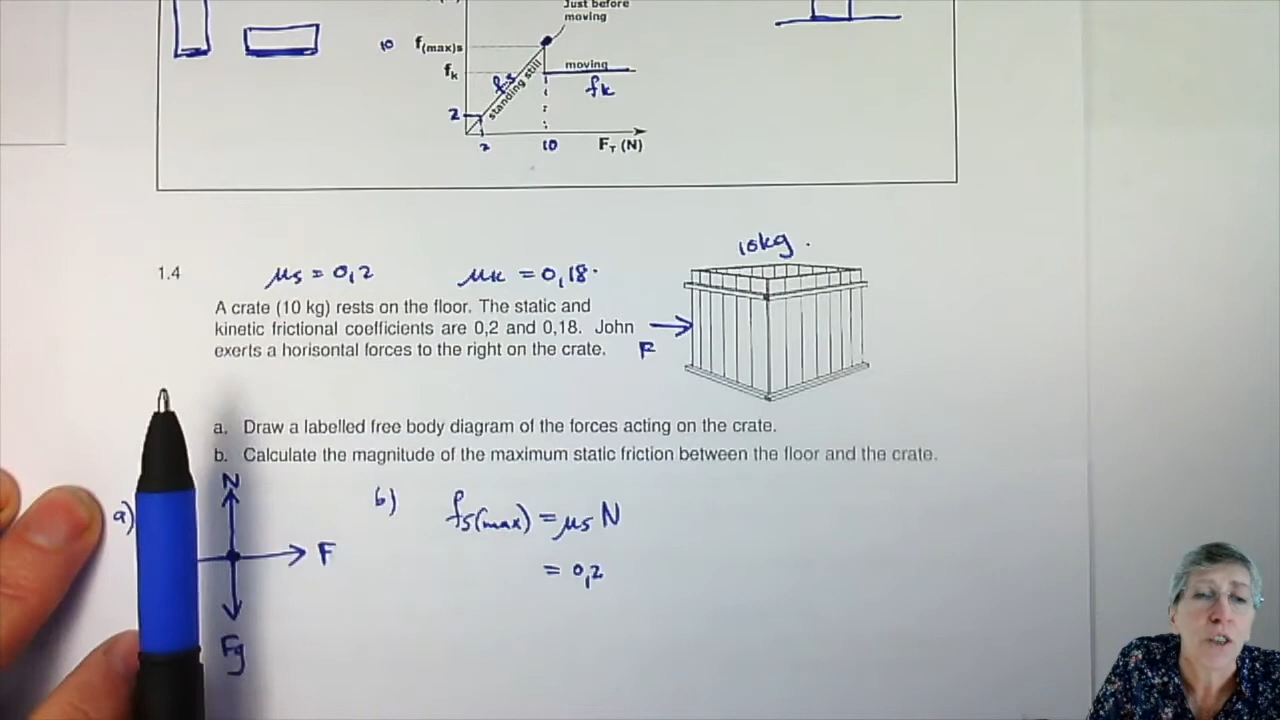 Just before
moving
10 f(max)s
fk
moving
fs
standing still
fk
2
2 10 FT (N)
10kg.
1.4 μs = 0,2 μk = 0,18.
A crate (10 kg) rests on the floor. The static and
kinetic frictional coefficients are 0,2 and 0,18. John
exerts a horisontal forces to the right on the crate.
F
a. Draw a labelled free body diagram of the forces acting on the crate.
b. Calculate the magnitude of the maximum static friction between the floor and the crate.
a)
N
F
Fg
b) fs(max) = μs N
= 0,2